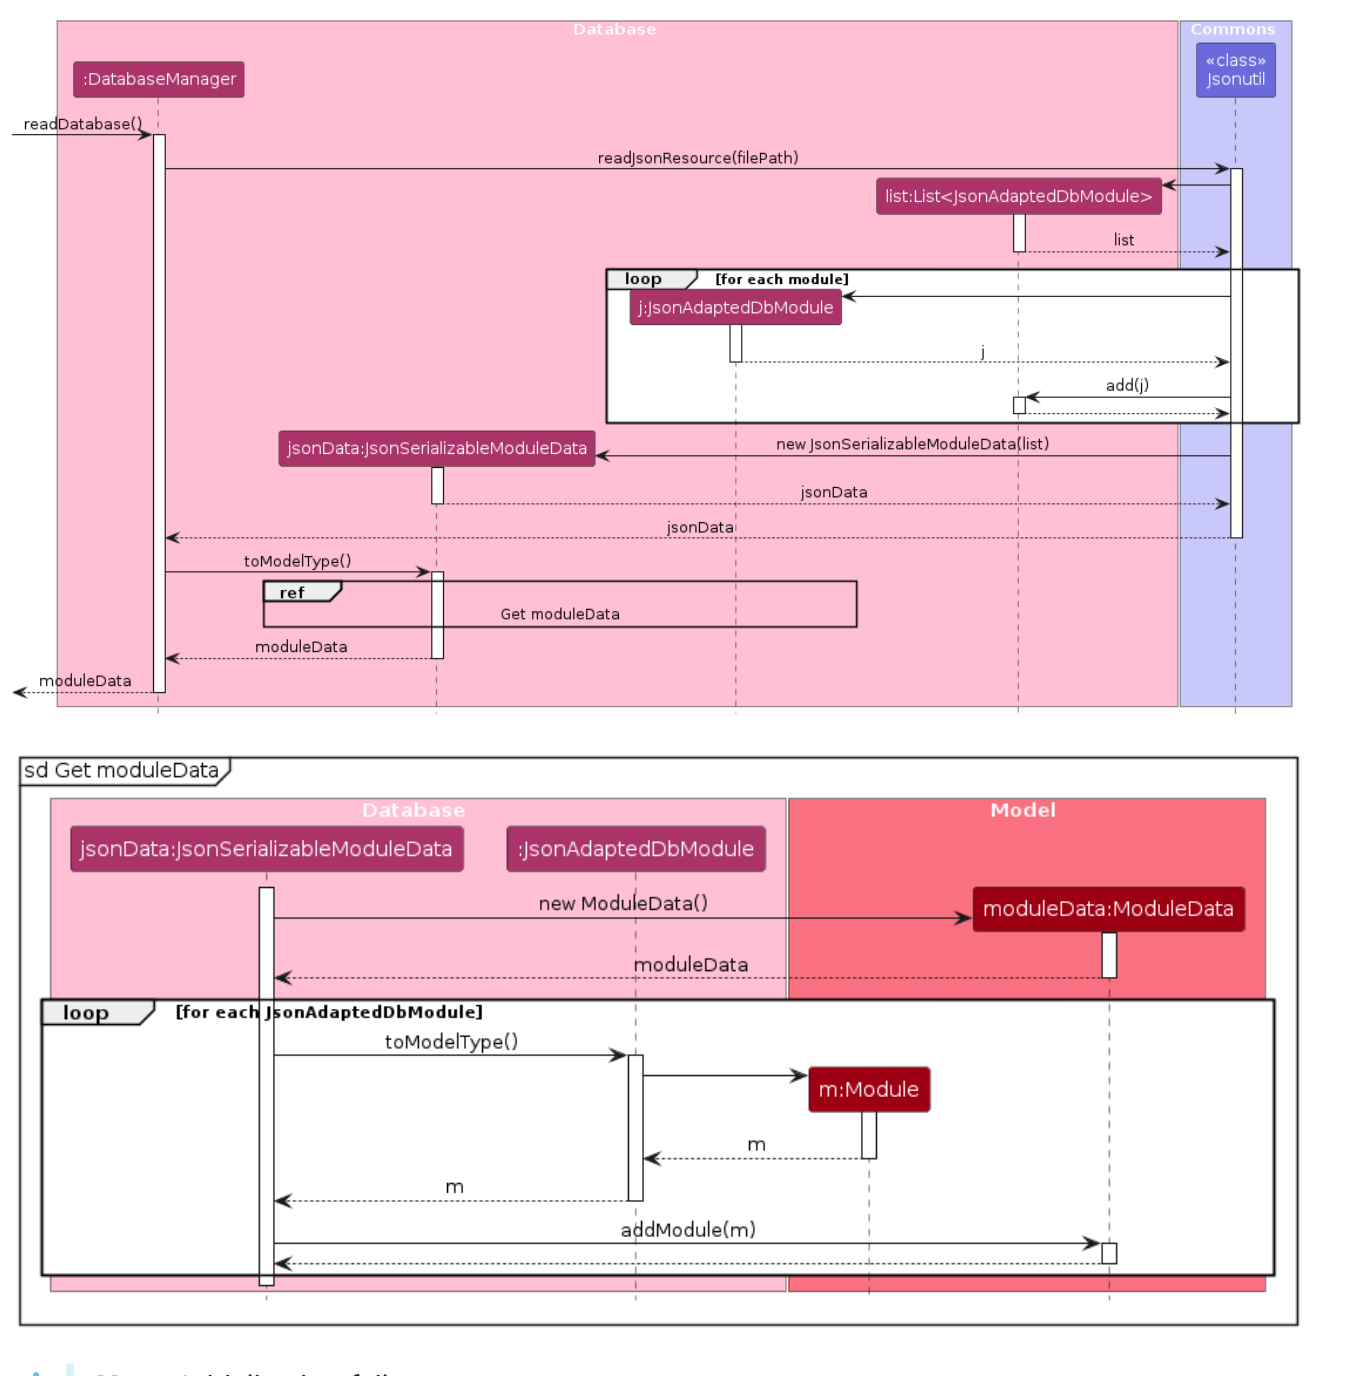 Database
Commons
:DatabaseManager
«class»
Jsonutil
readDatabase()
readJsonResource(filePath)
list:List<JsonAdaptedDbModule>
list
loop
[for each module]
j:JsonAdaptedDbModule
j
add(j)
jsonData:JsonSerializableModuleData
new JsonSerializableModuleData(list)
jsonData
jsonData
toModelType()
ref
Get moduleData
moduleData
moduleData
sd Get moduleData
Database
Model
jsonData:JsonSerializableModuleData
:JsonAdaptedDbModule
new ModuleData()
moduleData:ModuleData
moduleData
loop
[for each JsonAdaptedDbModule]
toModelType()
m:Module
m
m
addModule(m)